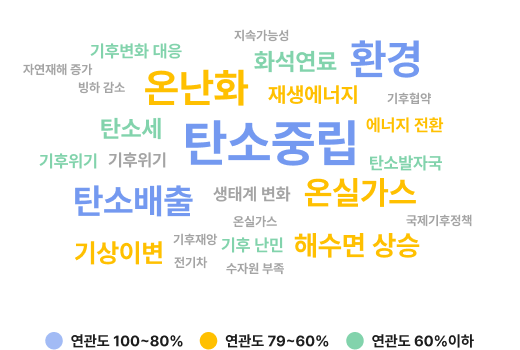 지속가능성
기후변화 대응
화석연료
환경
자연재해 증가
빙하 감소
온난화
재생에너지
기후협약
탄소세
탄소중립
에너지 전환
기후위기
기후위기
탄소발자국
탄소배출
생태계 변화
온실가스
온실가스
국제기후정책
기상이변
기후재앙
기후 난민
해수면 상승
전기차
수자원 부족
연관도 100~80%
연관도 79~60%
연관도 60%이하